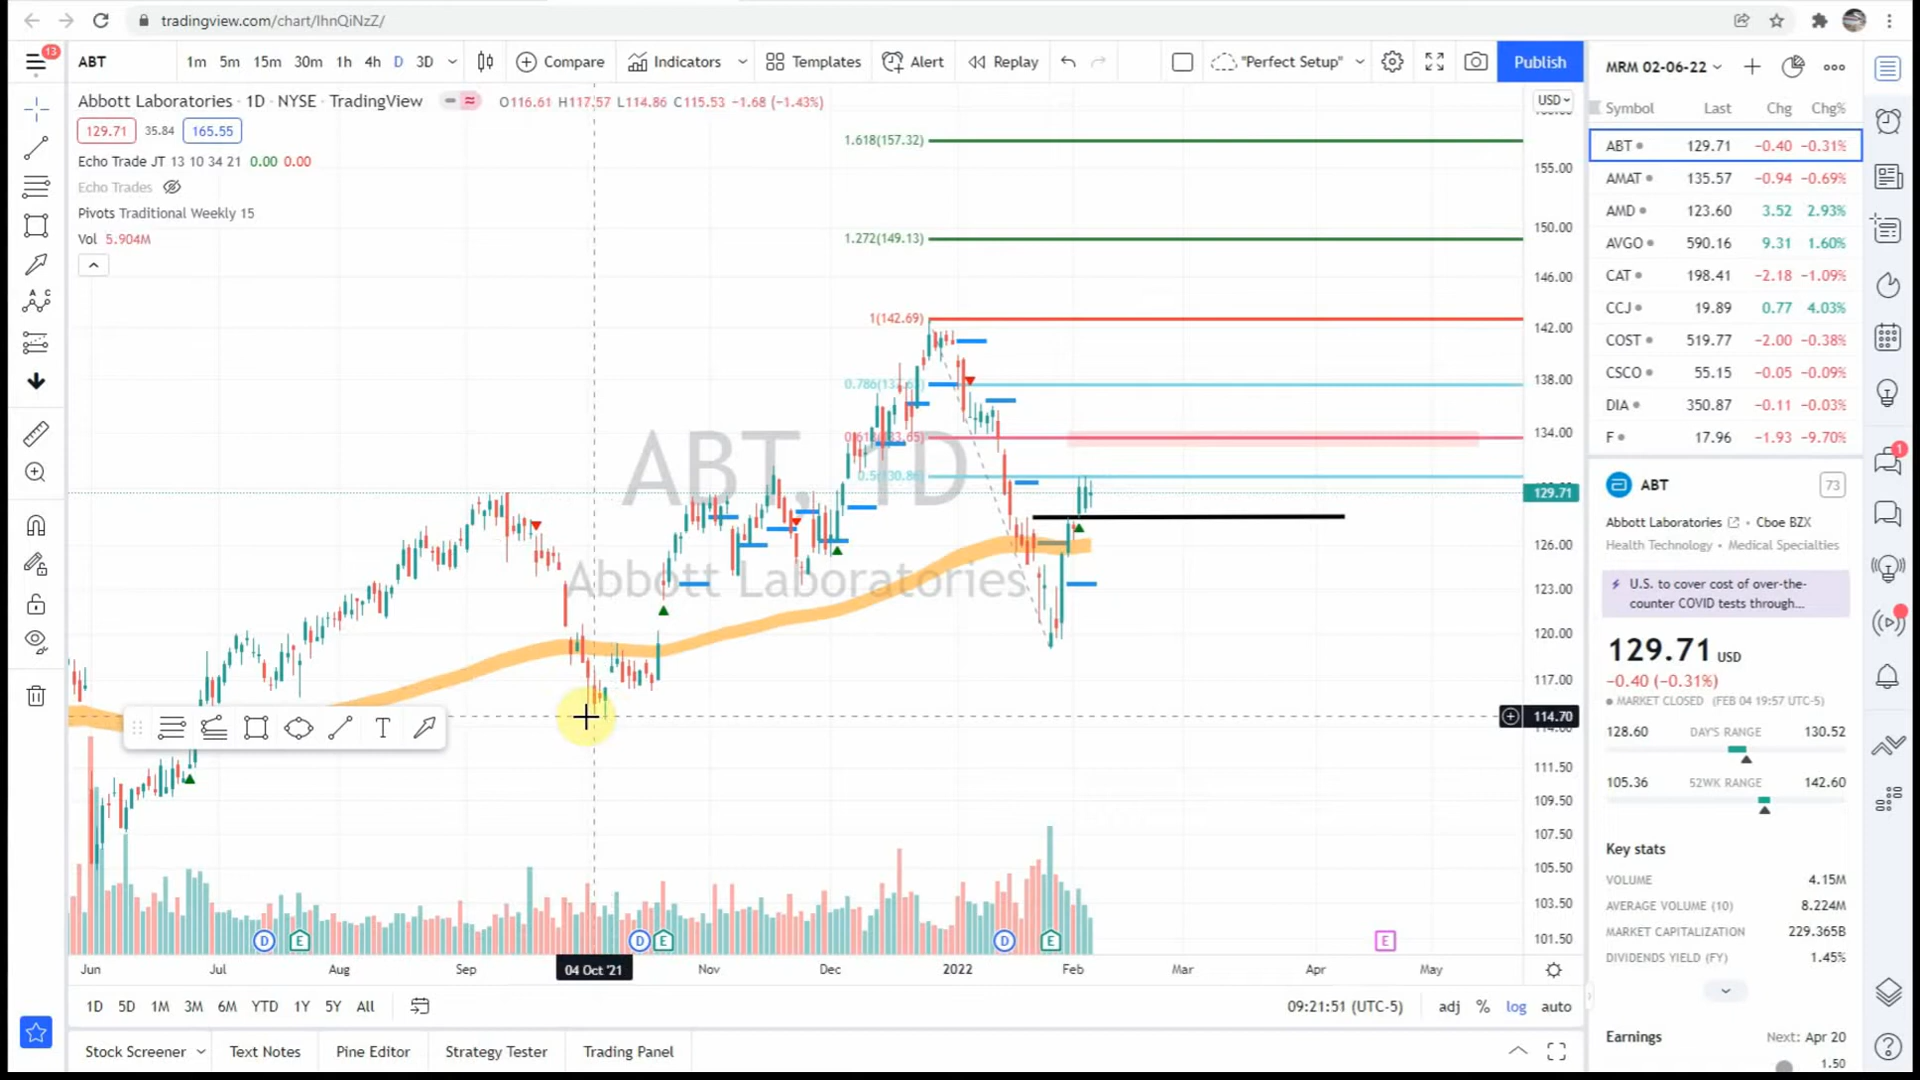 tradingview.com/chart/IhnQiNzZ/
13
ABT
1m 5m 15m 30m 1h 4h D 3D
Compare
Indicators
Templates
Alert
Replay
"Perfect Setup"
Publish
MRM 02-06-22
Abbott Laboratories · 1D · NYSE · TradingView
O116.61 H117.57 L114.86 C115.53 −1.68 (−1.43%)
USD
129.71 35.84 165.55
Echo Trade JT 13 10 34 21 0.00 0.00
Echo Trades
Pivots Traditional Weekly 15
Vol 5.904M
1.618(157.32)
1.272(149.13)
1(142.69)
ABT, 1D
Abbott Laboratories
155.00
150.00
146.00
142.00
138.00
134.00
129.71
126.00
123.00
120.00
117.00
114.70
111.50
109.50
107.50
105.50
103.50
101.50
T
D E D E D E E
Jun Jul Aug Sep 04 Oct '21 Nov Dec 2022 Feb Mar Apr May
1D 5D 1M 3M 6M YTD 1Y 5Y All
09:21:51 (UTC-5) adj % log auto
Stock Screener Text Notes Pine Editor Strategy Tester Trading Panel
Symbol Last Chg Chg%
ABT 129.71 −0.40 −0.31%
AMAT 135.57 −0.94 −0.69%
AMD 123.60 3.52 2.93%
AVGO 590.16 9.31 1.60%
CAT 198.41 −2.18 −1.09%
CCJ 19.89 0.77 4.03%
COST 519.77 −2.00 −0.38%
CSCO 55.15 −0.05 −0.09%
DIA 350.87 −0.11 −0.03%
F 17.96 −1.93 −9.70%
1
ABT 73
Abbott Laboratories • Cboe BZX
Health Technology • Medical Specialties
U.S. to cover cost of over-the-
counter COVID tests through...
129.71 USD
−0.40 (−0.31%)
MARKET CLOSED (FEB 04 19:57 UTC-5)
128.60 DAY'S RANGE 130.52
105.36 52WK RANGE 142.60
Key stats
VOLUME 4.15M
AVERAGE VOLUME (10) 8.224M
MARKET CAPITALIZATION 229.365B
DIVIDENDS YIELD (FY) 1.45%
Earnings Next: Apr 20
1.50